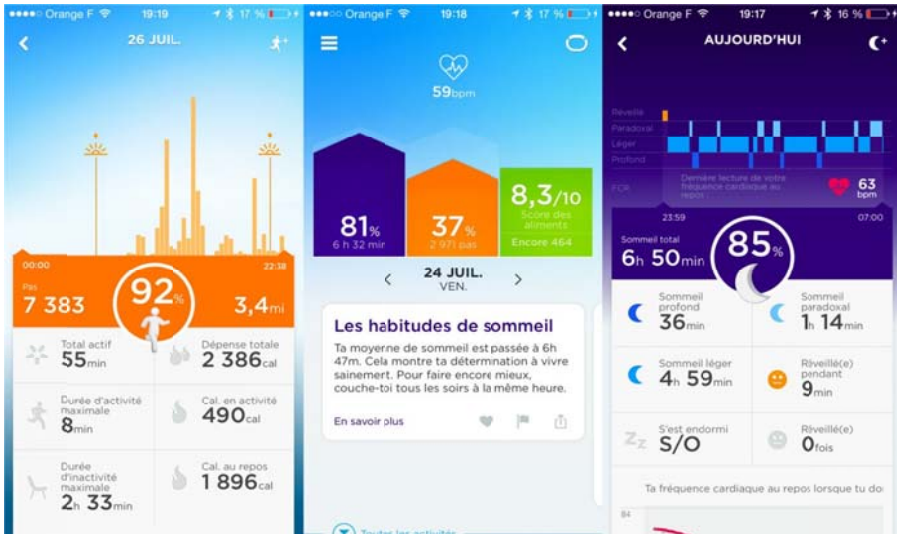 Orange F 19:19 17 %
26 JUIL.
00:00 22:38
Pas
7 383
92%
3,4mi
Total actif
55min
Dépense totale
2 386cal
Durée d'activité
maximale
8min
Cal. en activité
490cal
Durée
d'inactivité
maximale
2h 33min
Cal. au repos
1 896cal
Orange F 19:18 17 %
59bpm
81%
6 h 32 min
37%
2 971 pas
8,3/10
Score des
aliments
Encore 464
24 JUIL.
VEN.
Les habitudes de sommeil
Ta moyenne de sommeil est passée à 6h
47m. Cela montre ta détermination à vivre
sainement. Pour faire encore mieux,
couche-toi tous les soirs à la même heure.
En savoir plus
Toutes les activités
Orange F 19:17 16 %
AUJOURD'HUI
Réveillé
Paradoxal
Léger
Profond
FCR
Dernière lecture de votre
fréquence cardiaque au
repos :
63
bpm
23:59 07:00
Sommeil total
6h 50min
85%
Sommeil
profond
36min
Sommeil
paradoxal
1h 14min
Sommeil léger
4h 59min
Réveillé(e)
pendant
9min
S'est endormi
S/O
Réveillé(e)
0fois
Ta fréquence cardiaque au repos lorsque tu
84